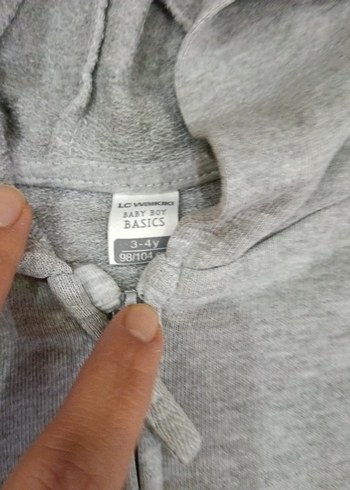 LC WAIKIKI
BABY BOY
BASICS
3-4y
98/104